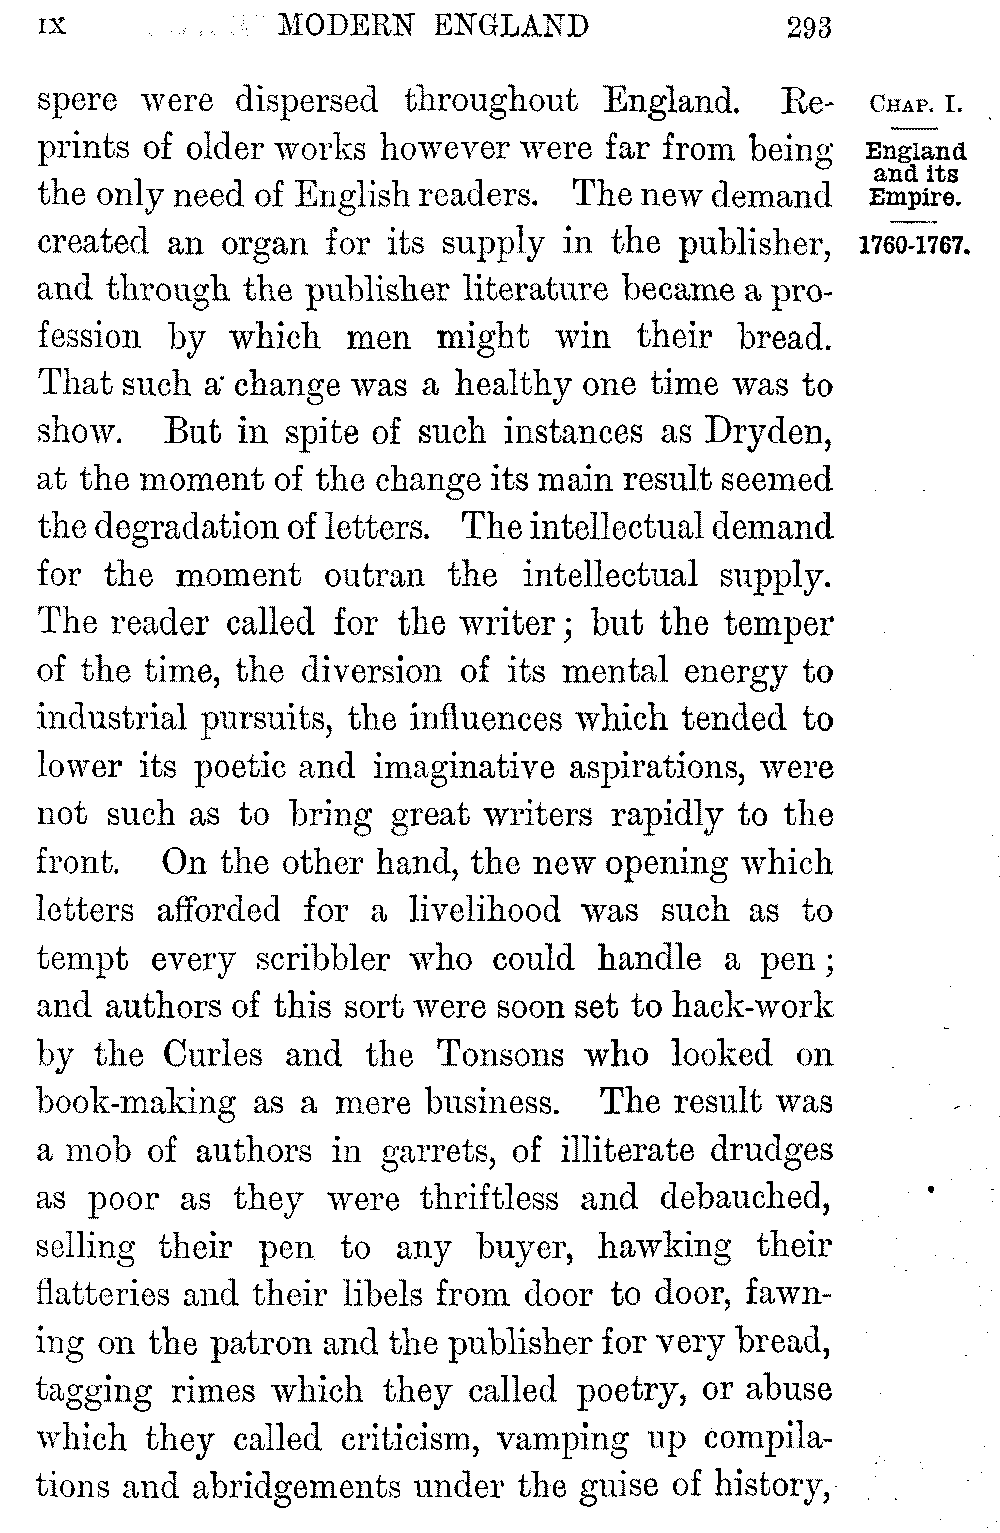 IX MODERN ENGLAND 293
spere were dispersed throughout England. Re-
prints of older works however were far from being
the only need of English readers. The new demand
created an organ for its supply in the publisher,
and through the publisher literature became a pro-
fession by which men might win their bread.
That such a change was a healthy one time was to
show. But in spite of such instances as Dryden,
at the moment of the change its main result seemed
the degradation of letters. The intellectual demand
for the moment outran the intellectual supply.
The reader called for the writer; but the temper
of the time, the diversion of its mental energy to
industrial pursuits, the influences which tended to
lower its poetic and imaginative aspirations, were
not such as to bring great writers rapidly to the
front. On the other hand, the new opening which
letters afforded for a livelihood was such as to
tempt every scribbler who could handle a pen;
and authors of this sort were soon set to hack-work
by the Curles and the Tonsons who looked on
book-making as a mere business. The result was
a mob of authors in garrets, of illiterate drudges
as poor as they were thriftless and debauched,
selling their pen to any buyer, hawking their
flatteries and their libels from door to door, fawn-
ing on the patron and the publisher for very bread,
tagging rimes which they called poetry, or abuse
which they called criticism, vamping up compila-
tions and abridgements under the guise of history,
CHAP. I.
England
and its
Empire.
1760-1767.